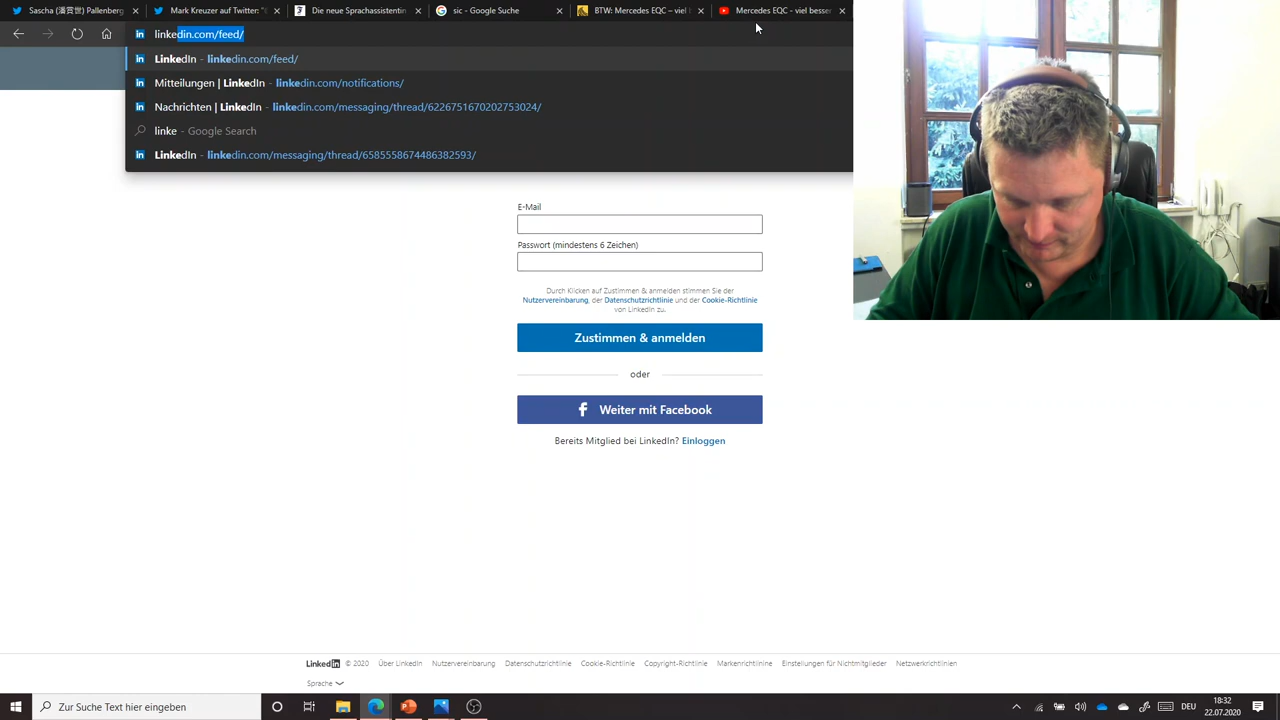 Sacha (潘賞世) Pallenberg
Mark Kreuzer auf Twitter: "
Die neue Sprachassistenten
sic - Google Suche
BTW: Mercedes EQC – viel
Mercedes EQC - viel besser
linkedin.com/feed/
LinkedIn - linkedin.com/feed/
Mitteilungen | LinkedIn - linkedin.com/notifications/
Nachrichten | LinkedIn - linkedin.com/messaging/thread/6226751670202753024/
linke - Google Search
LinkedIn - linkedin.com/messaging/thread/6585558674486382593/
E-Mail
Passwort (mindestens 6 Zeichen)
Durch Klicken auf Zustimmen & anmelden stimmen Sie der
Nutzervereinbarung, der Datenschutzrichtlinie und der Cookie-Richtlinie
von LinkedIn zu.
Zustimmen & anmelden
oder
Weiter mit Facebook
Bereits Mitglied bei LinkedIn? Einloggen
LinkedIn © 2020 Über LinkedIn Nutzervereinbarung Datenschutzrichtlinie Cookie-Richtlinie Copyright-Richtlinie Markenrichtlinine Einstellungen für Nichtmitglieder Netzwerkrichtlinien
Sprache
Zur Suche Text hier eingeben
DEU
18:32
22.07.2020